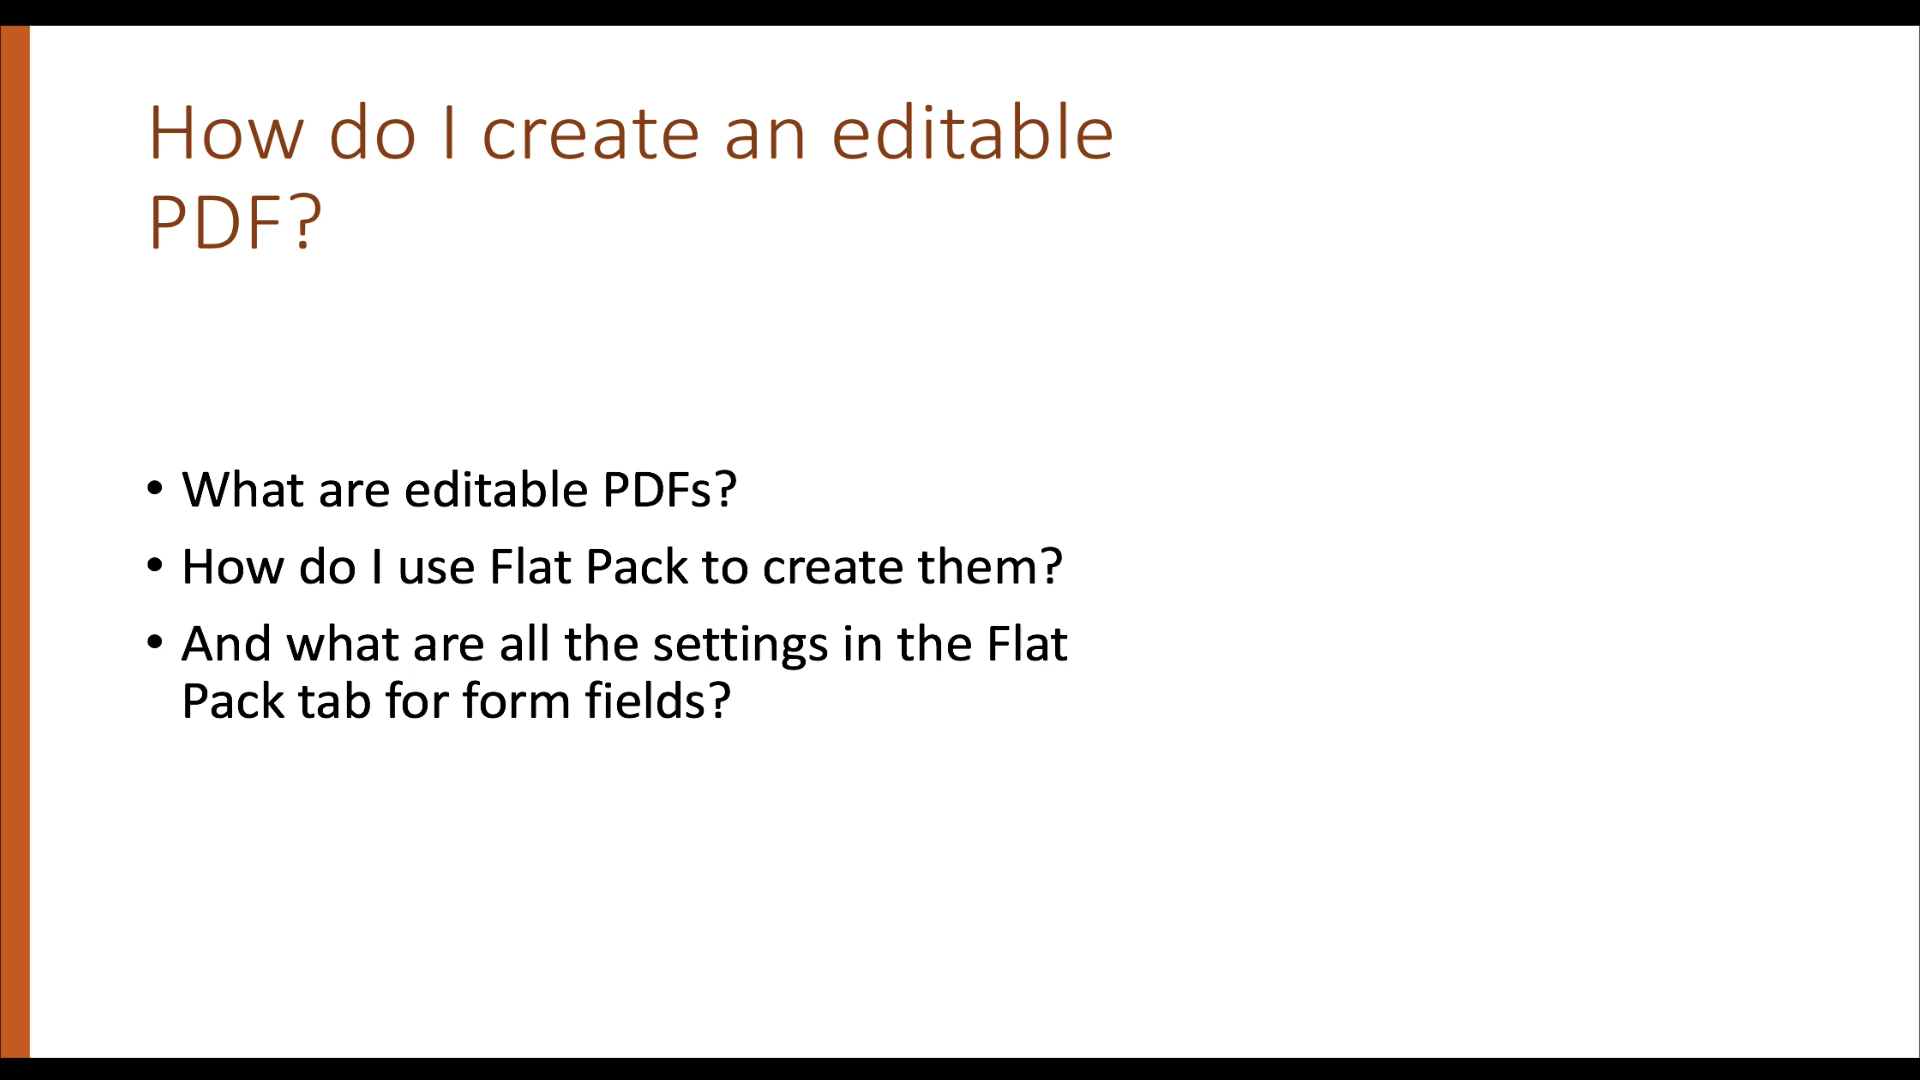 How do I create an editable
PDF?
• What are editable PDFs?
• How do I use Flat Pack to create them?
• And what are all the settings in the Flat
Pack tab for form fields?